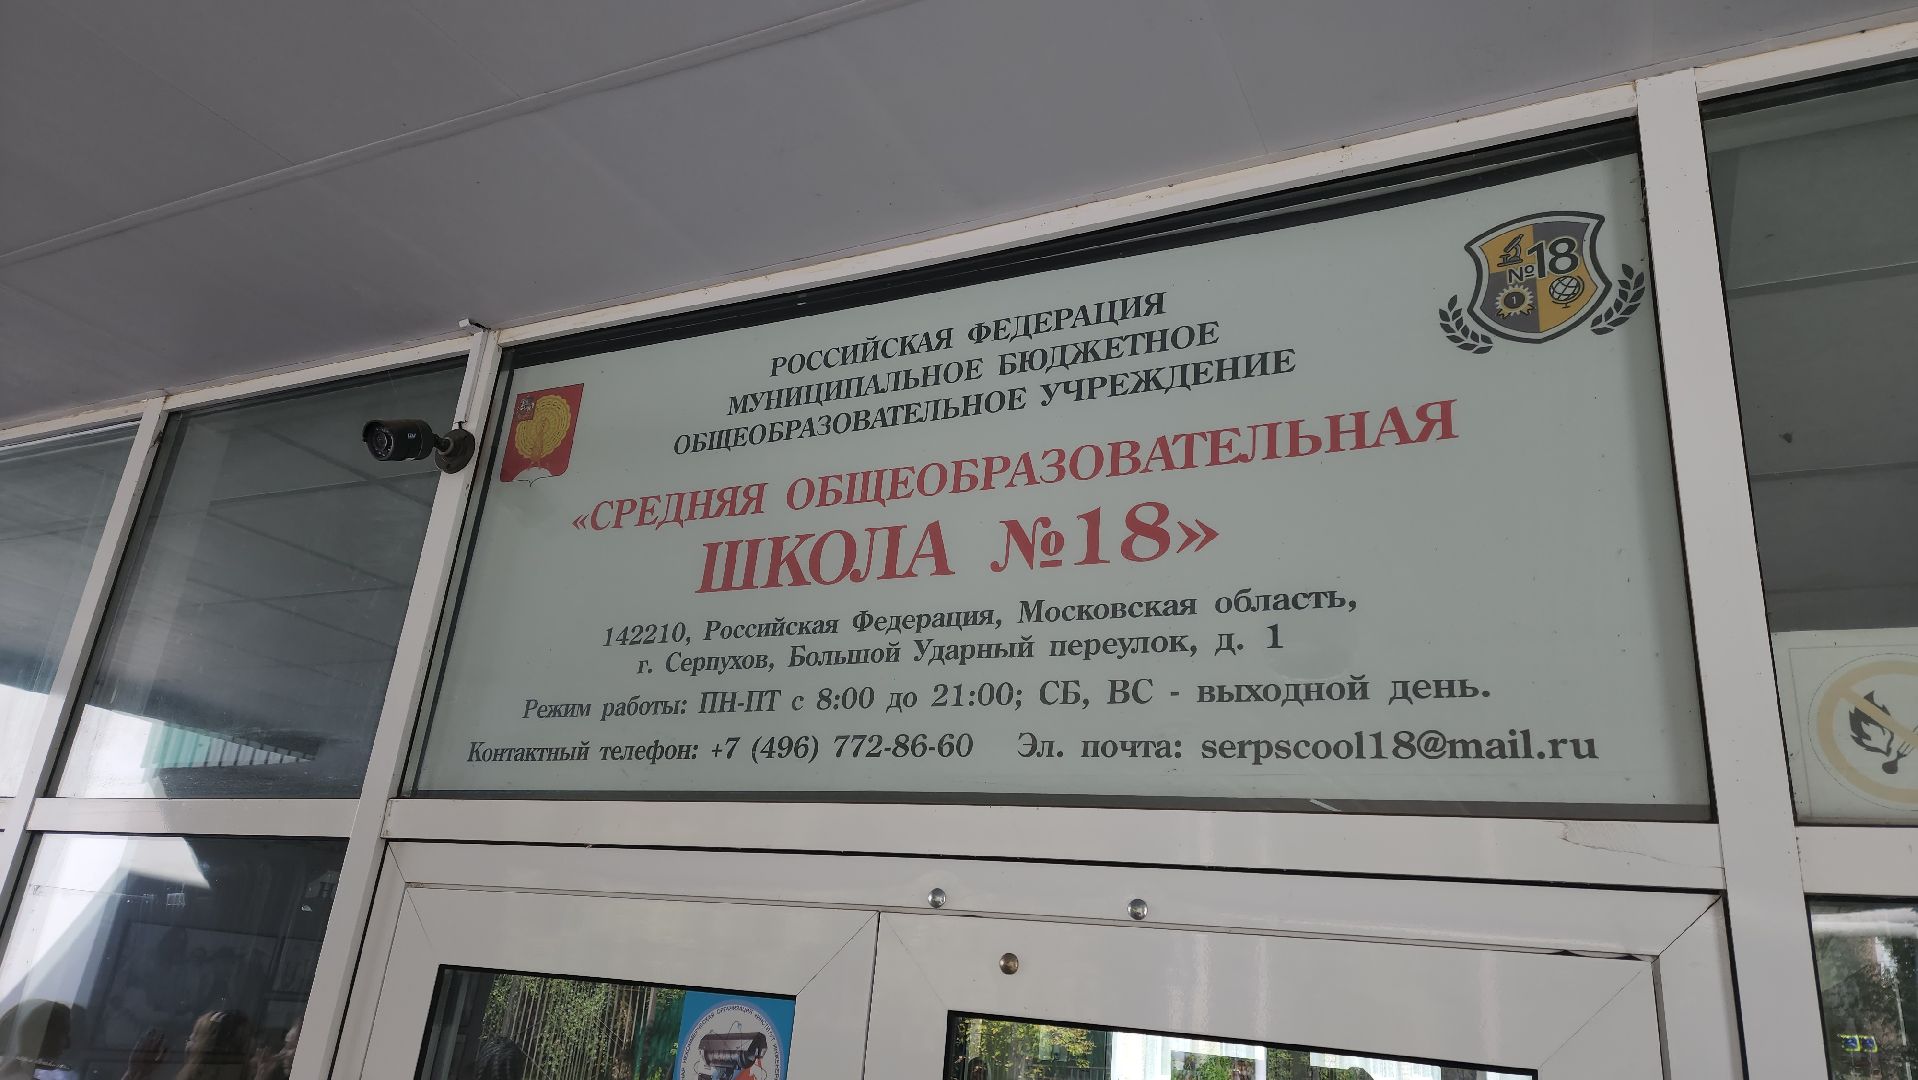 №18
1
РОССИЙСКАЯ ФЕДЕРАЦИЯ
МУНИЦИПАЛЬНОЕ БЮДЖЕТНОЕ
ОБЩЕОБРАЗОВАТЕЛЬНОЕ УЧРЕЖДЕНИЕ
«СРЕДНЯЯ ОБЩЕОБРАЗОВАТЕЛЬНАЯ
ШКОЛА №18»
142210, Российская Федерация, Московская область,
г. Серпухов, Большой Ударный переулок, д. 1
Режим работы: ПН-ПТ с 8:00 до 21:00; СБ, ВС - выходной день.
Контактный телефон: +7 (496) 772-86-60 Эл. почта: serpscool18@mail.ru